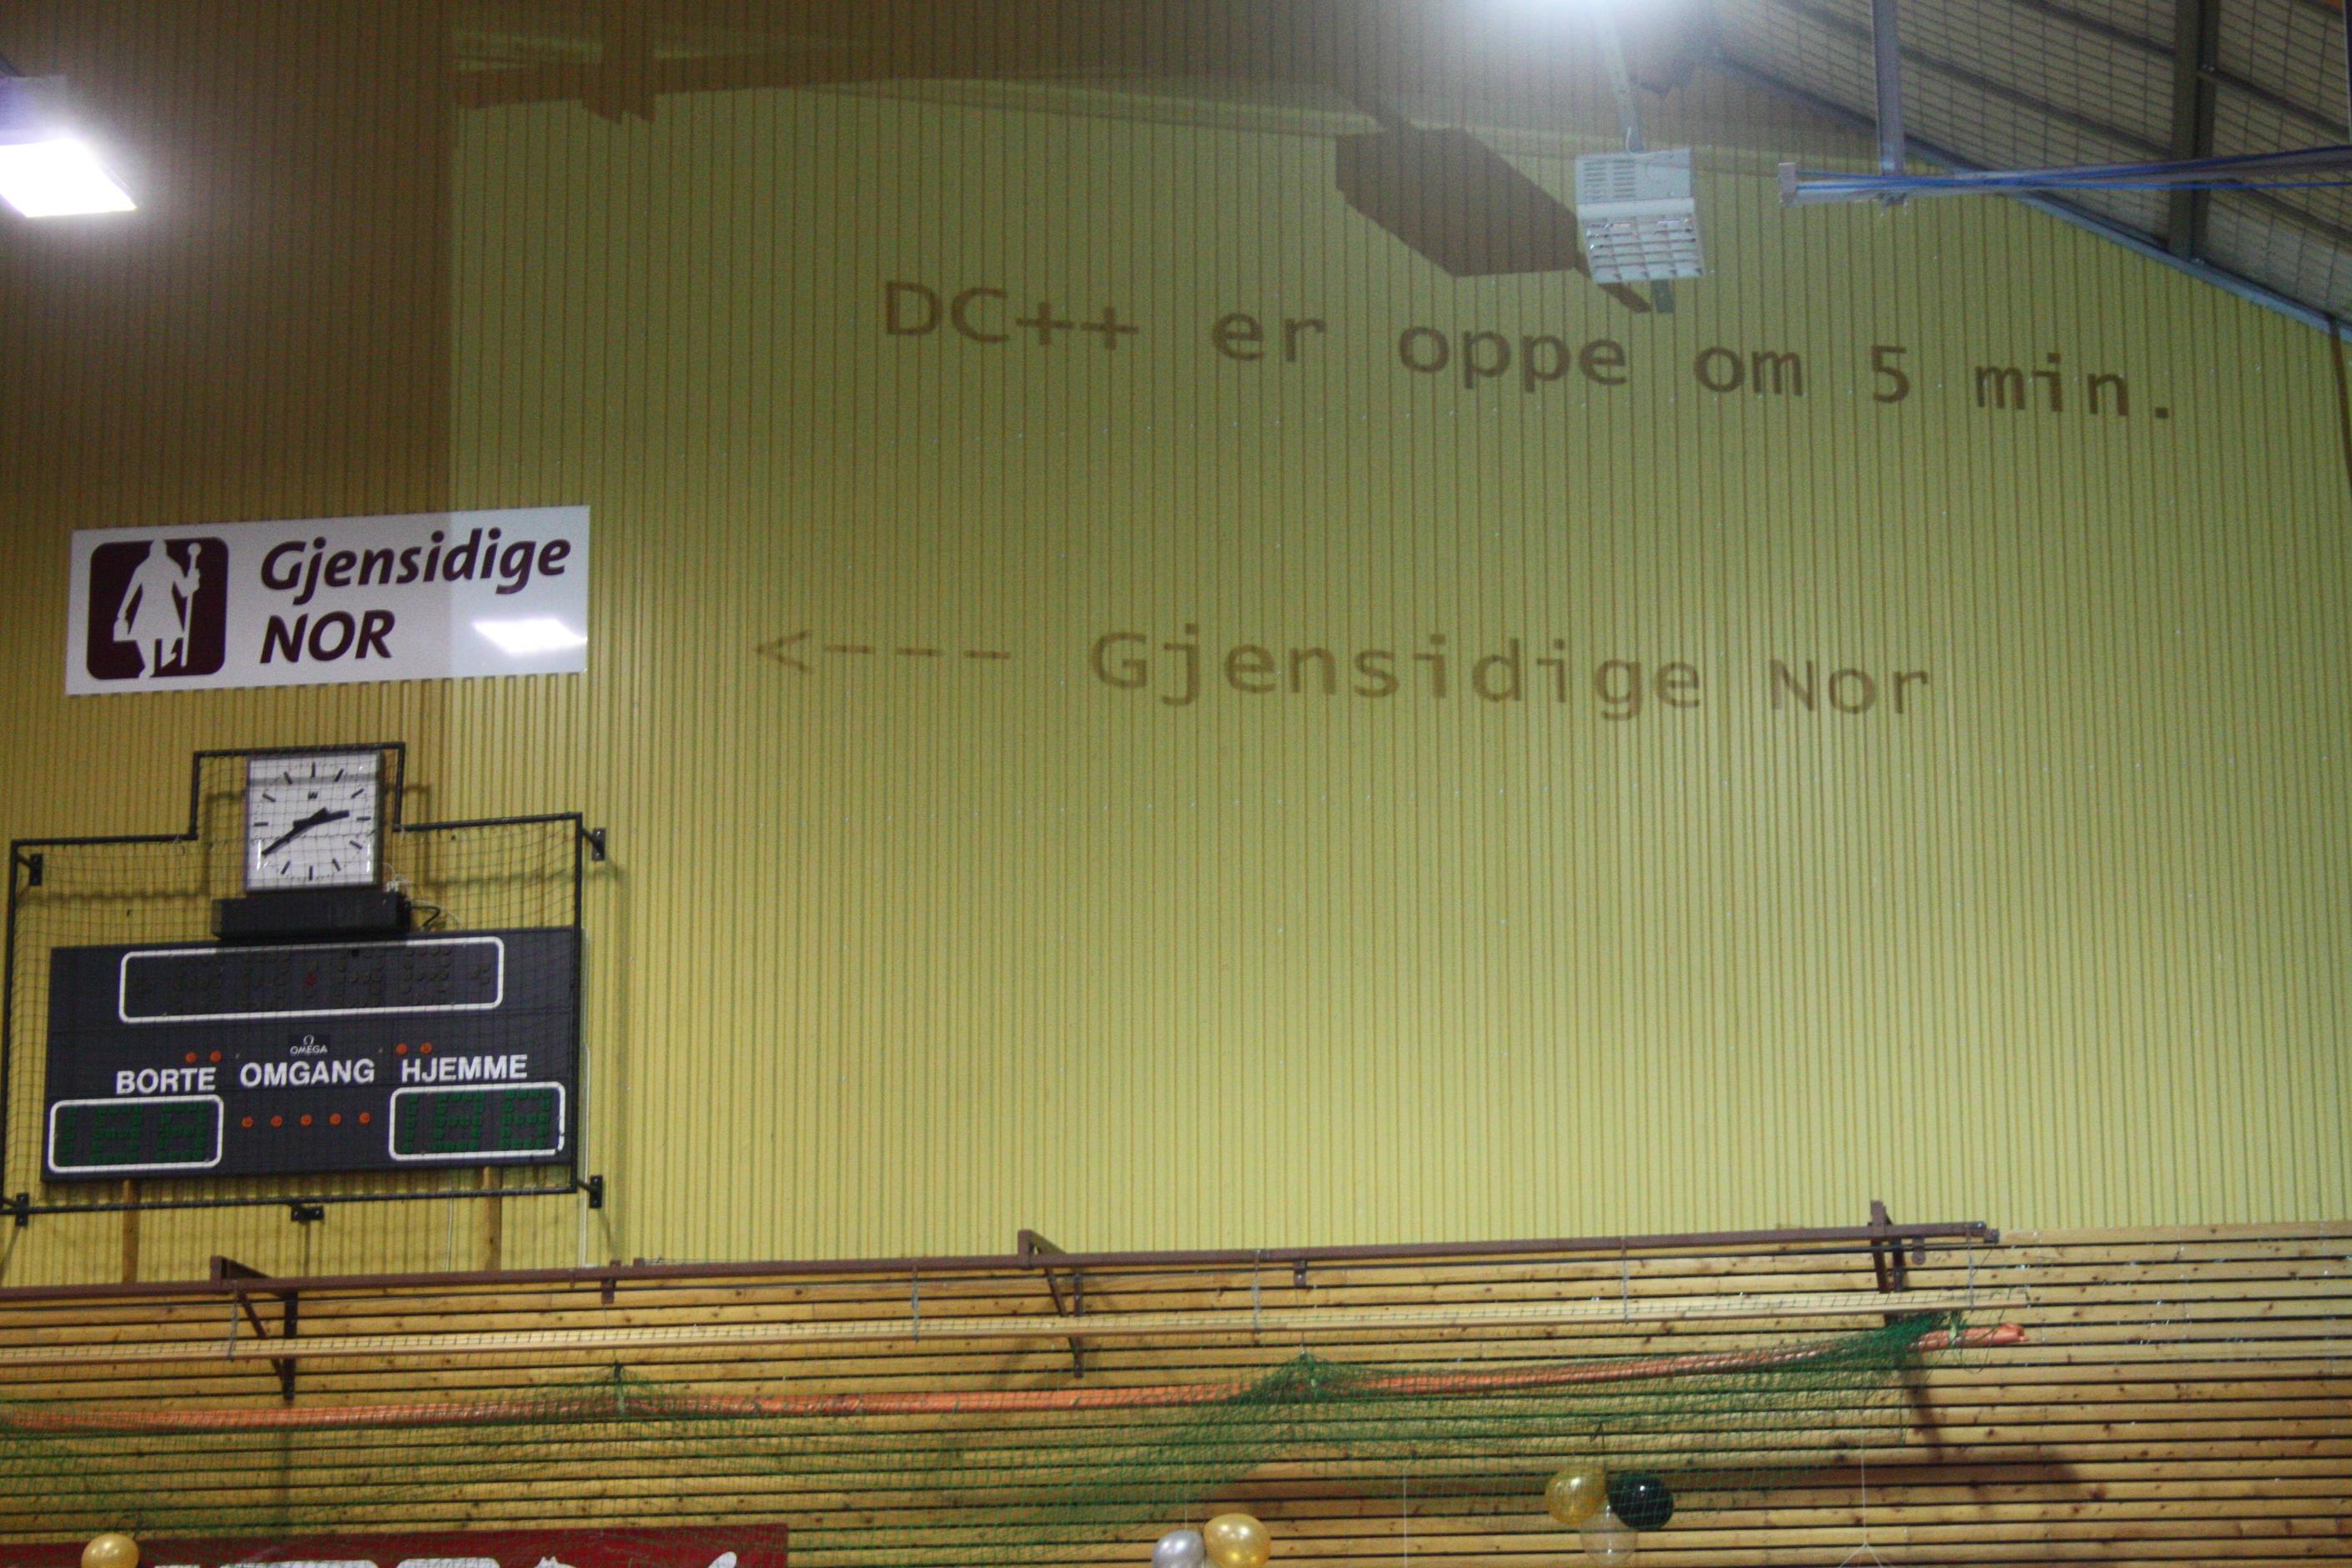 DC++ er oppe om 5 min.
Gjensidige
NOR
<--- Gjensidige Nor
OMEGA
BORTE OMGANG HJEMME